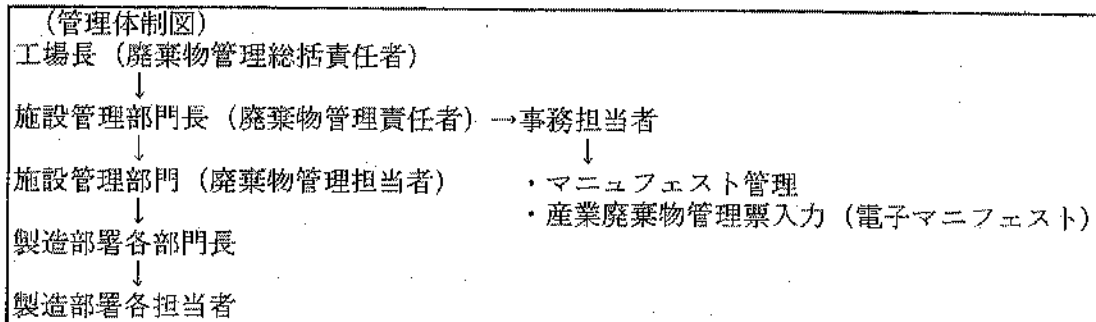 （管理体制図）
工場長（廃棄物管理総括責任者）
↓
施設管理部門長（廃棄物管理責任者）→事務担当者
↓ ↓
施設管理部門（廃棄物管理担当者） ・マニュフェスト管理
↓ ・産業廃棄物管理票入力（電子マニフェスト）
製造部署各部門長
↓
製造部署各担当者